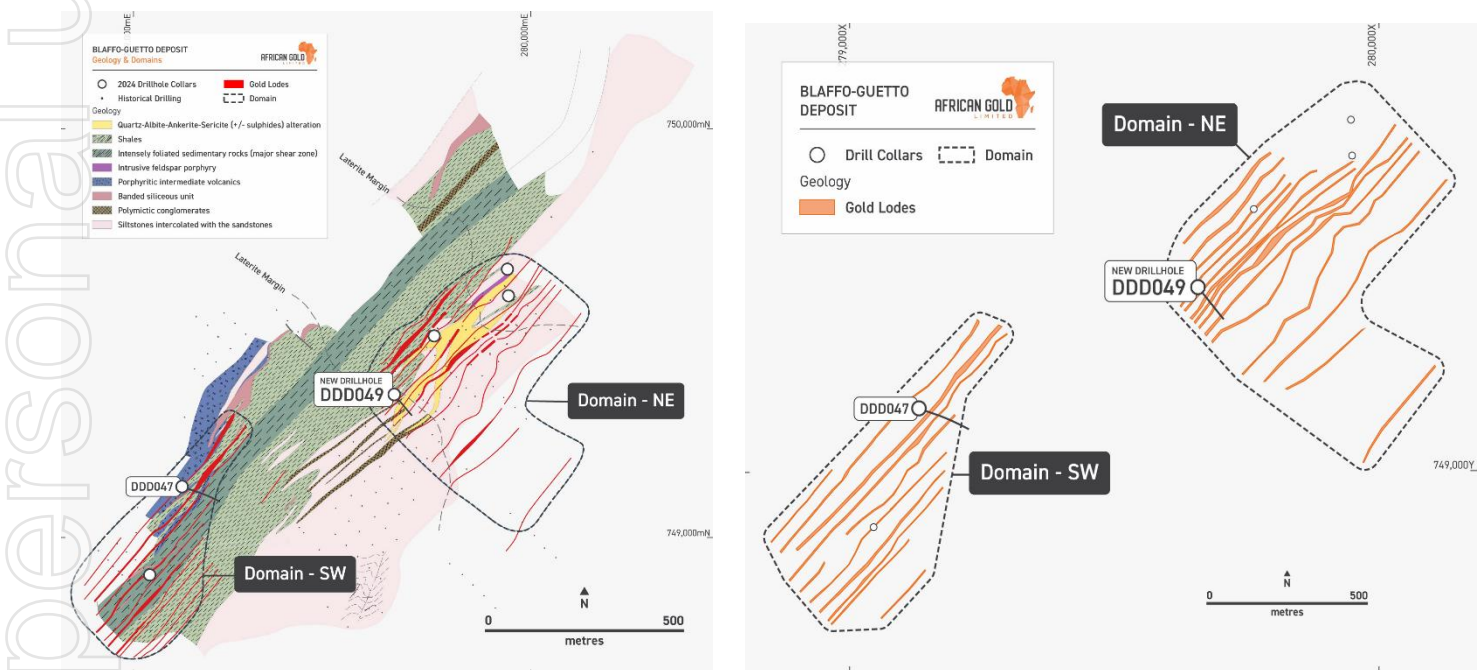 personal u
BLAFFO-GUETTO DEPOSIT
Geology & Domains
AFRICAN GOLD
LIMITED
2024 Drillhole Collars
Gold Lodes
Historical Drilling
Domain
Geology
Quartz-Albite-Ankerite-Sericite (+/- sulphides) alteration
Shales
Intensely foliated sedimentary rocks (major shear zone)
Intrusive feldspar porphyry
Porphyritic intermediate volcanics
Banded siliceous unit
Polymictic conglomerates
Siltstones intercolated with the sandstones
280,000mE
750,000mN
Laterite Margin
Laterite Margin
NEW DRILLHOLE
DDD049
Domain - NE
DDD047
749,000mN
Domain - SW
N
0 500
metres
279,000X
280,000X
BLAFFO-GUETTO
DEPOSIT
AFRICAN GOLD
LIMITED
Drill Collars
Domain
Geology
Gold Lodes
Domain - NE
NEW DRILLHOLE
DDD049
DDD047
749,000Y
Domain - SW
N
0 500
metres